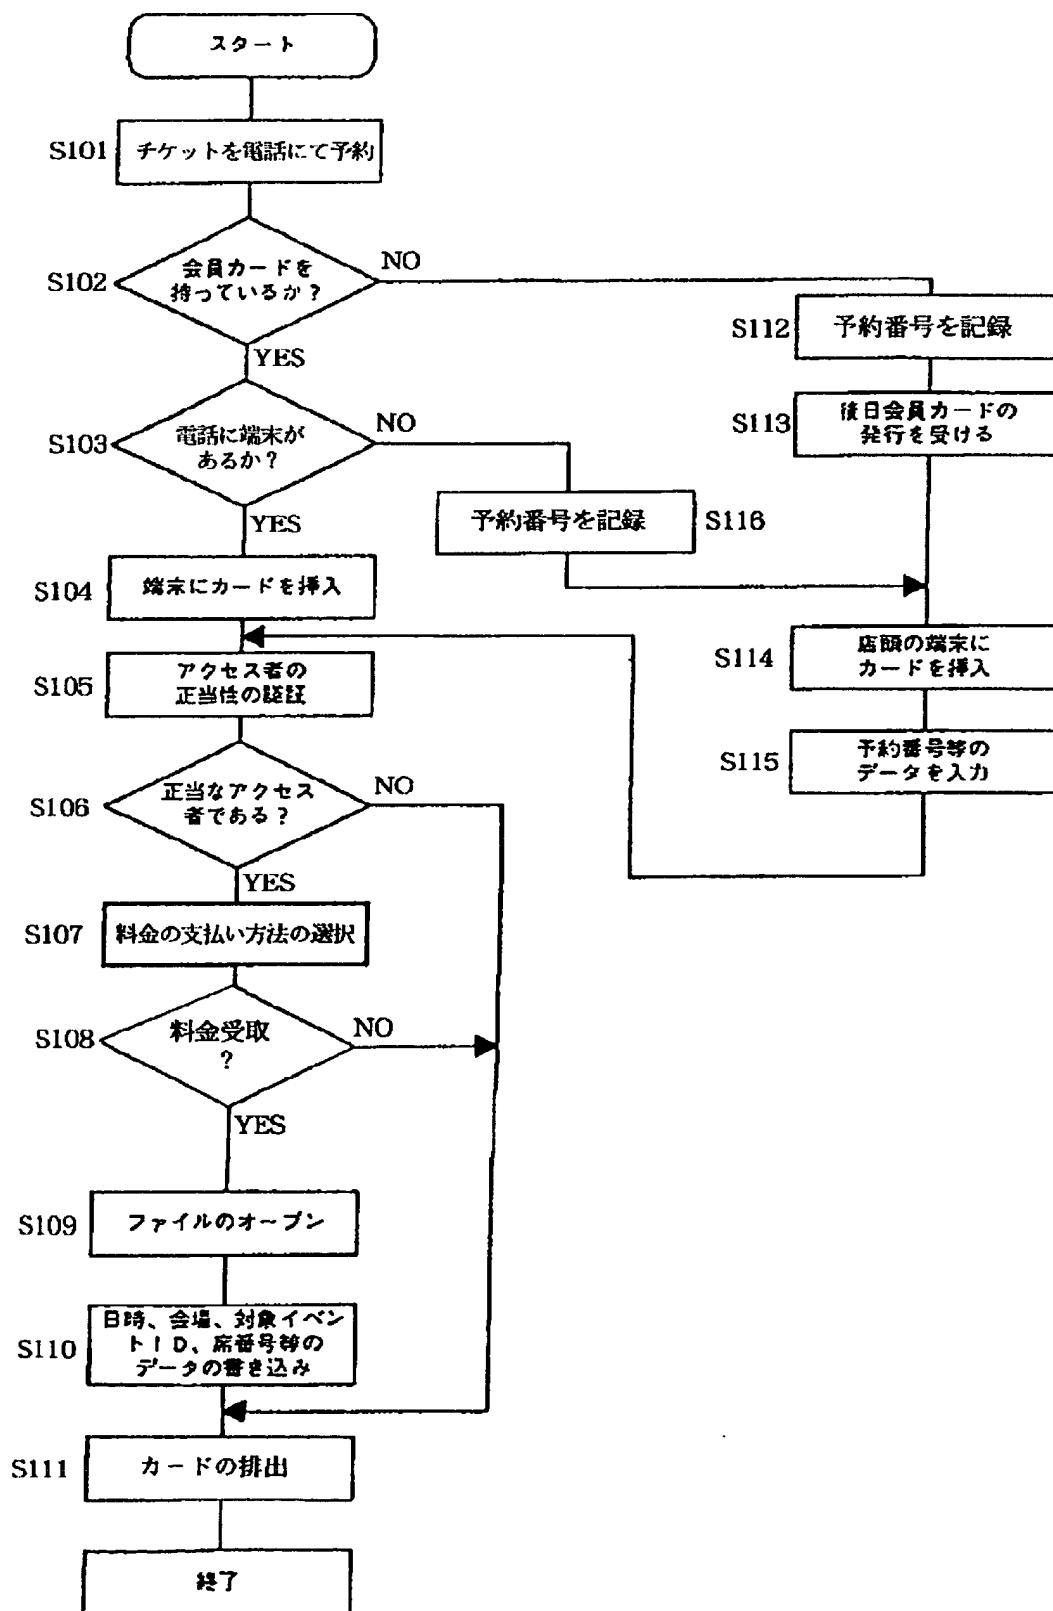 スタート
S101
チケットを電話にて予約
S102
会員カードを
持っているか？
NO
YES
S112
予約番号を記録
S113
後日会員カードの
発行を受ける
S103
電話に端末が
あるか？
NO
YES
予約番号を記録
S116
S104
端末にカードを挿入
S114
店頭の端末に
カードを挿入
S105
アクセス者の
正当性の認証
S115
予約番号等の
データを入力
S106
正当なアクセス
者である？
NO
YES
S107
料金の支払い方法の選択
S108
料金受取
？
NO
YES
S109
ファイルのオープン
S110
日時、会場、対象イベン
トＩＤ、席番号等の
データの書き込み
S111
カードの排出
終了